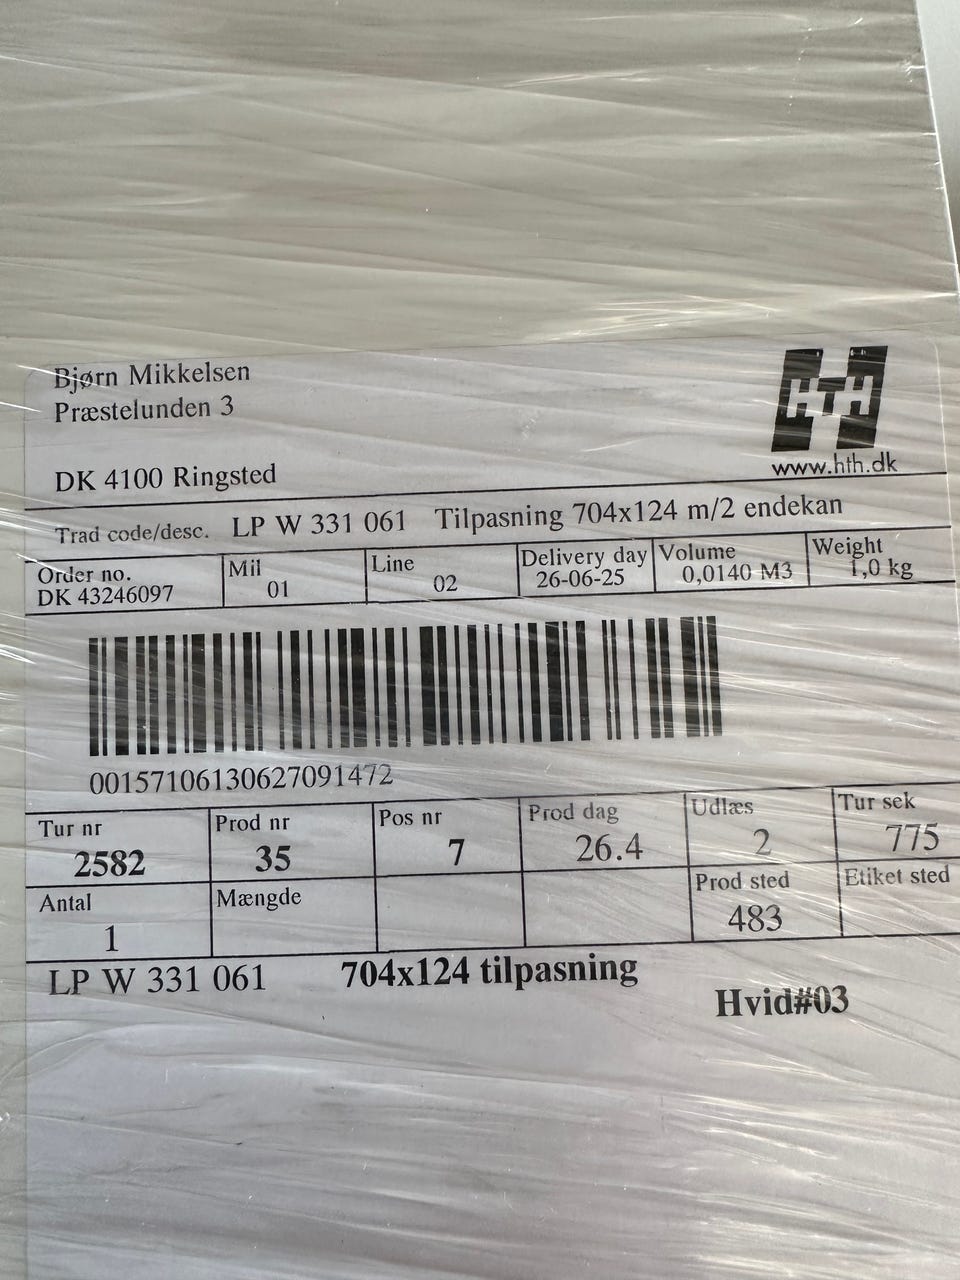 Bjørn Mikkelsen
Præstelunden 3
HTH
DK 4100 Ringsted
www.hth.dk
Trad code/desc. LP W 331 061 Tilpasning 704x124 m/2 endekan
Order no. Mil Line Delivery day Volume Weight
DK 43246097 01 02 26-06-25 0,0140 M3 1,0 kg
00157106130627091472
Tur nr Prod nr Pos nr Prod dag Udlæs Tur sek
2582 35 7 26.4 2 775
Antal Mængde Prod sted Etiket sted
1 483
LP W 331 061 704x124 tilpasning
Hvid#03